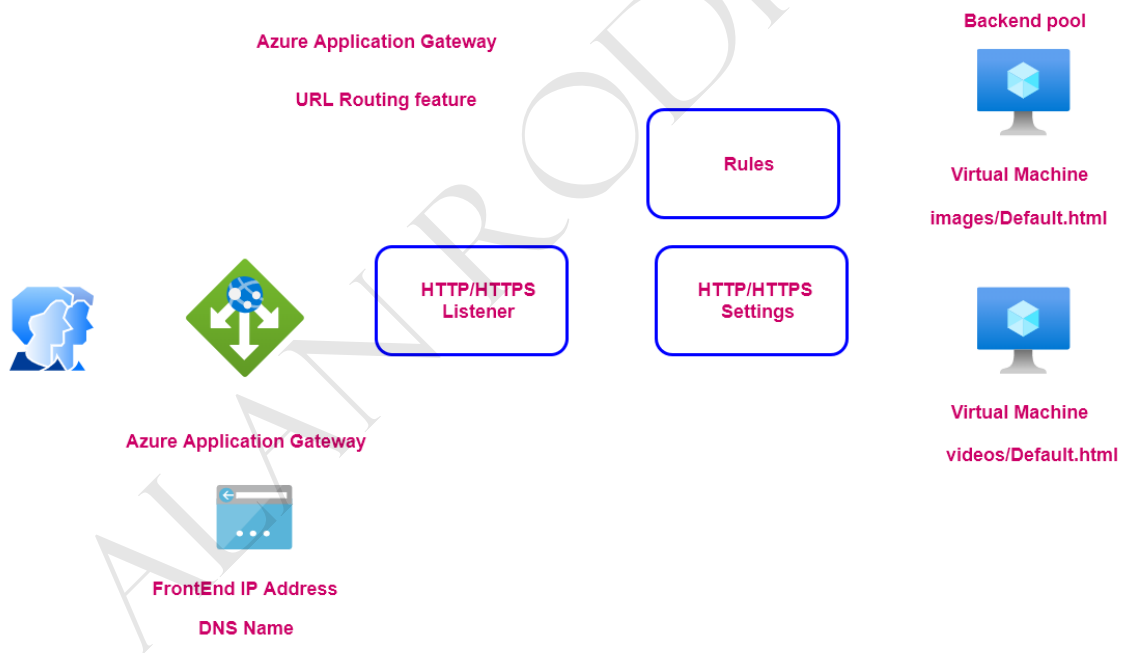 Azure Application Gateway
URL Routing feature
Backend pool
Rules
Virtual Machine
images/Default.html
HTTP/HTTPS
Listener
HTTP/HTTPS
Settings
Azure Application Gateway
Virtual Machine
videos/Default.html
FrontEnd IP Address
DNS Name
ALAN